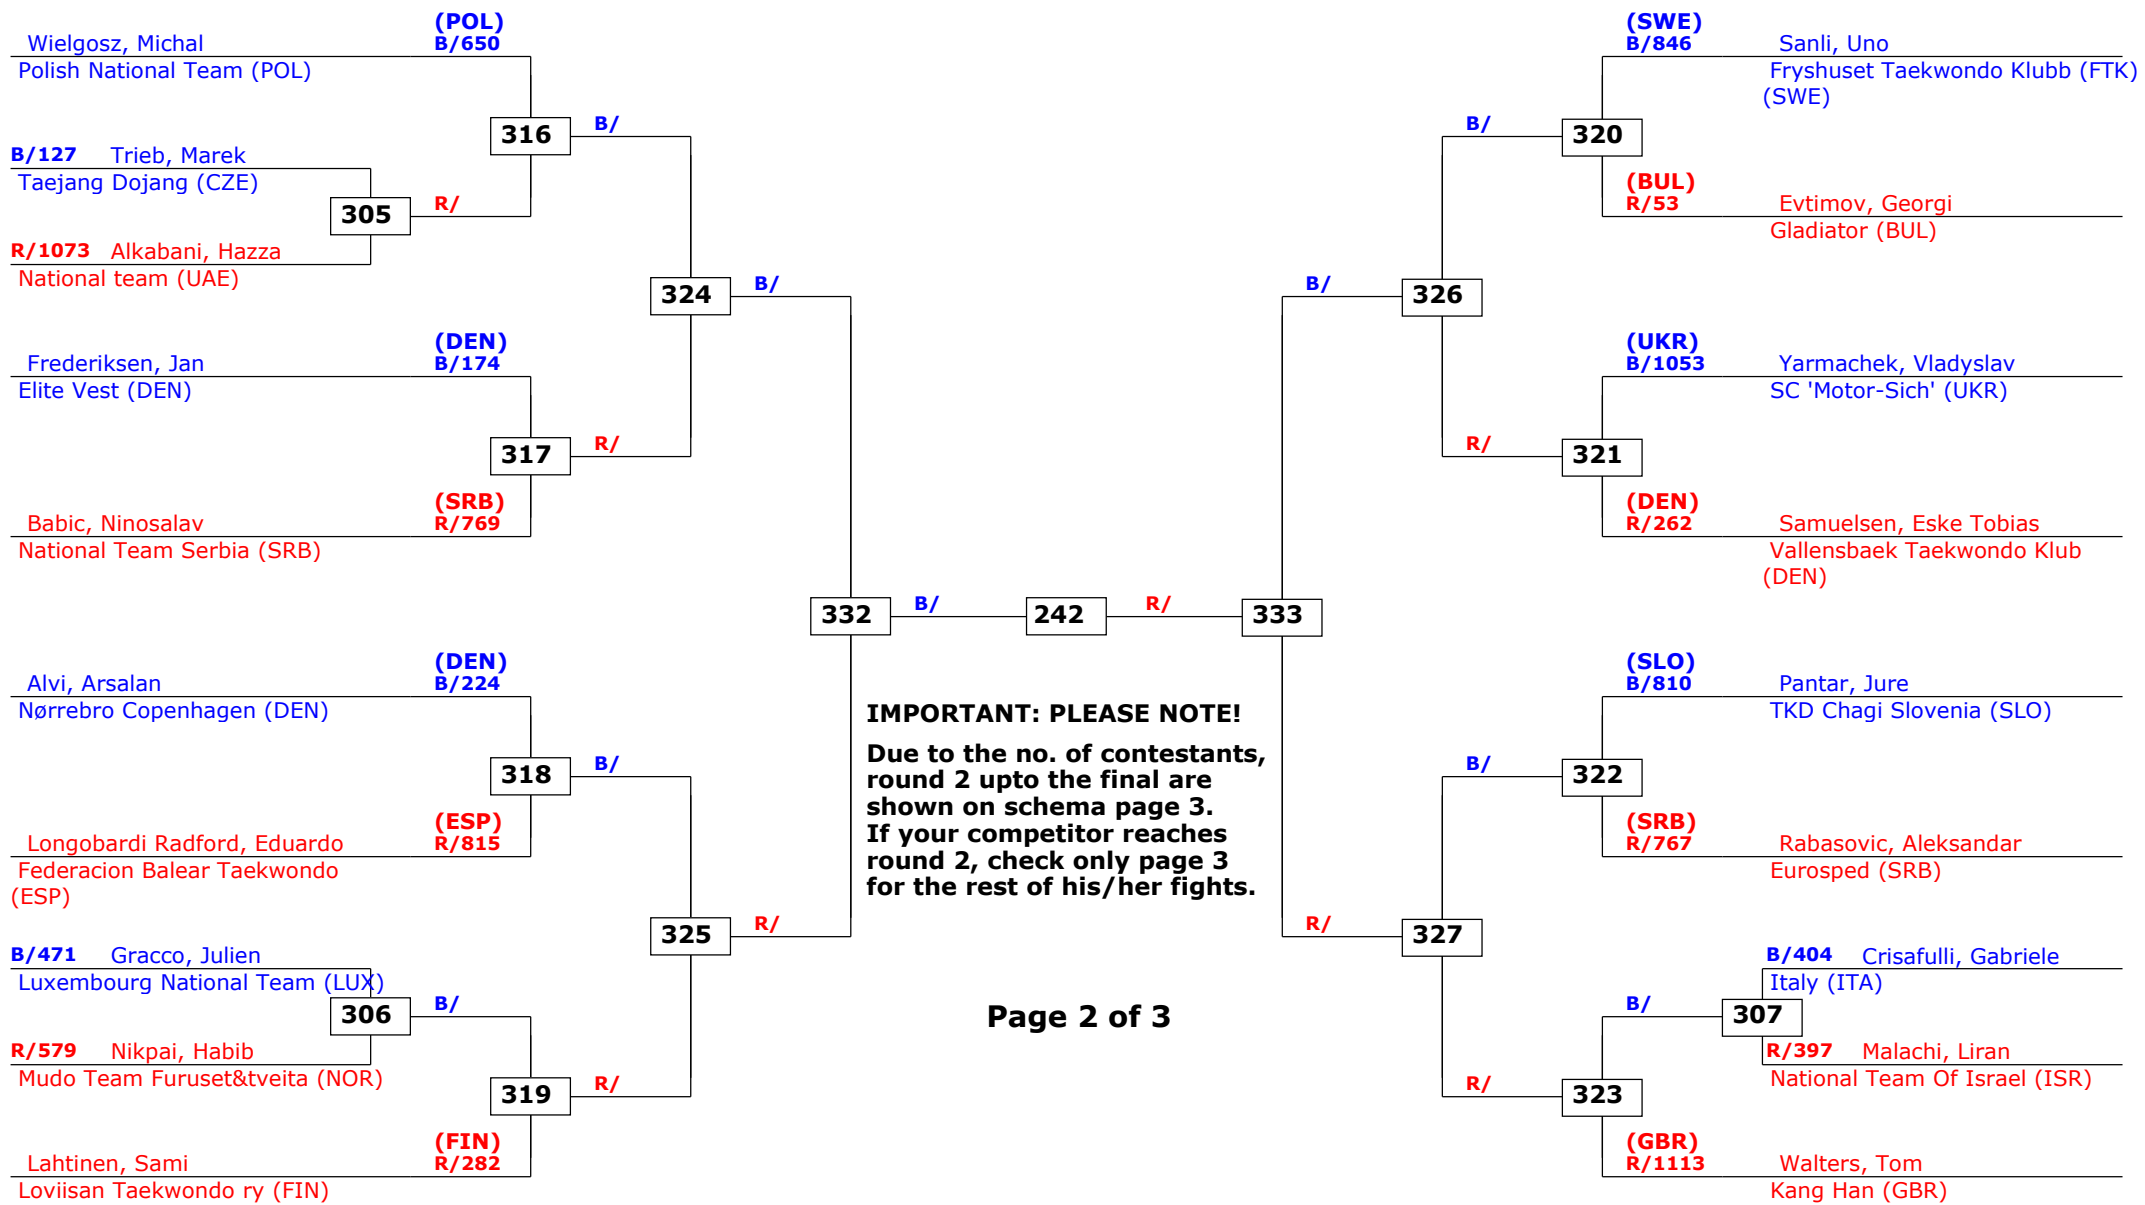 (POL)
Wielgosz, Michal B/650
Polish National Team (POL)
316
B/
B/127 Trieb, Marek
Taejang Dojang (CZE)
305
R/
R/1073 Alkabani, Hazza
National team (UAE)
324
B/
(DEN)
Frederiksen, Jan B/174
Elite Vest (DEN)
317
R/
(SRB)
Babic, Ninosalav R/769
National Team Serbia (SRB)
332
B/
242
R/
333
(DEN)
Alvi, Arsalan B/224
Nørrebro Copenhagen (DEN)
318
B/
(ESP)
Longobardi Radford, Eduardo R/815
Federacion Balear Taekwondo
(ESP)
325
R/
B/471 Gracco, Julien
Luxembourg National Team (LUX)
306
B/
R/579 Nikpai, Habib
Mudo Team Furuset&tveita (NOR)
319
R/
(FIN)
Lahtinen, Sami R/282
Loviisan Taekwondo ry (FIN)
IMPORTANT: PLEASE NOTE!
Due to the no. of contestants,
round 2 upto the final are
shown on schema page 3.
If your competitor reaches
round 2, check only page 3
for the rest of his/her fights.
Page 2 of 3
(SWE)
B/846 Sanli, Uno
Fryshuset Taekwondo Klubb (FTK)
(SWE)
B/
320
(BUL)
R/53 Evtimov, Georgi
Gladiator (BUL)
B/
326
(UKR)
B/1053 Yarmachek, Vladyslav
SC 'Motor-Sich' (UKR)
R/
321
(DEN)
R/262 Samuelsen, Eske Tobias
Vallensbaek Taekwondo Klub
(DEN)
(SLO)
B/810 Pantar, Jure
TKD Chagi Slovenia (SLO)
B/
322
(SRB)
R/767 Rabasovic, Aleksandar
Eurosped (SRB)
R/
327
B/404 Crisafulli, Gabriele
Italy (ITA)
B/
307
R/397 Malachi, Liran
National Team Of Israel (ISR)
R/
323
(GBR)
R/1113 Walters, Tom
Kang Han (GBR)